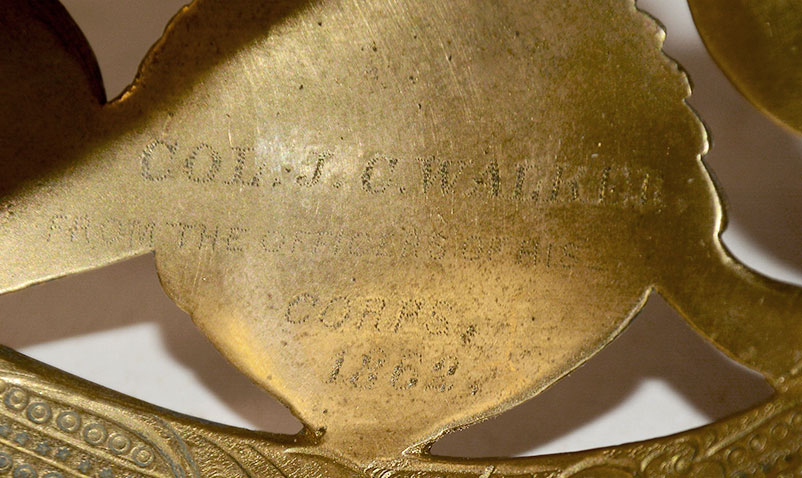 COL. J. C. WALKER
FROM THE OFFICERS OF HIS
CORPS,
1862.